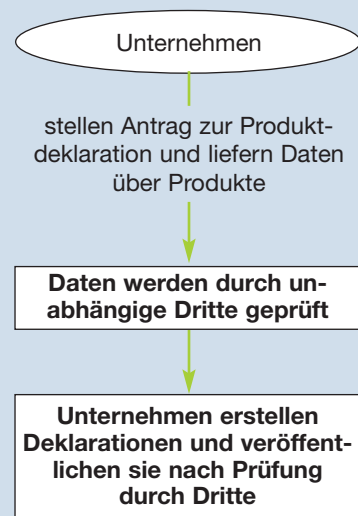 Unternehmen
stellen Antrag zur Produkt-
deklaration und liefern Daten
über Produkte
Daten werden durch un-
abhängige Dritte geprüft
Unternehmen erstellen
Deklarationen und veröffent-
lichen sie nach Prüfung
durch Dritte